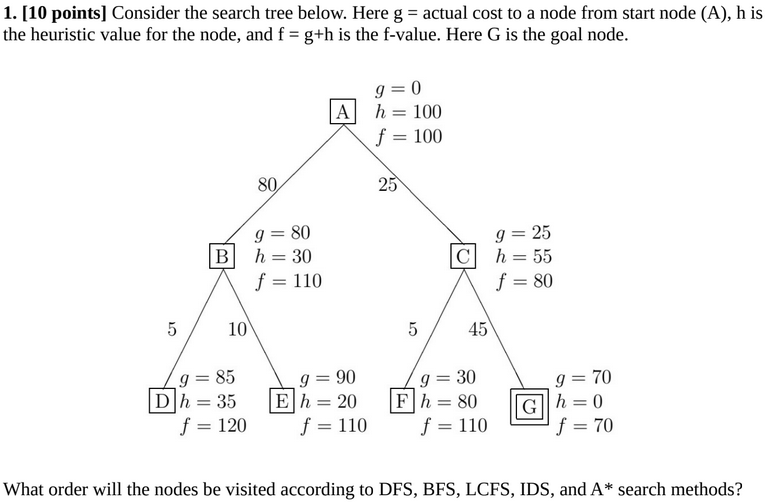 1. [10 points] Consider the search tree below. Here g = actual cost to a node from start node (A), h is
the heuristic value for the node, and f = g+h is the f-value. Here G is the goal node.
g = 0
A h = 100
f = 100
80 25
g = 80 g = 25
B h = 30 C h = 55
f = 110 f = 80
5 10 5 45
g = 85 g = 90 g = 30 g = 70
D h = 35 E h = 20 F h = 80 G h = 0
f = 120 f = 110 f = 110 f = 70
What order will the nodes be visited according to DFS, BFS, LCFS, IDS, and A* search methods?